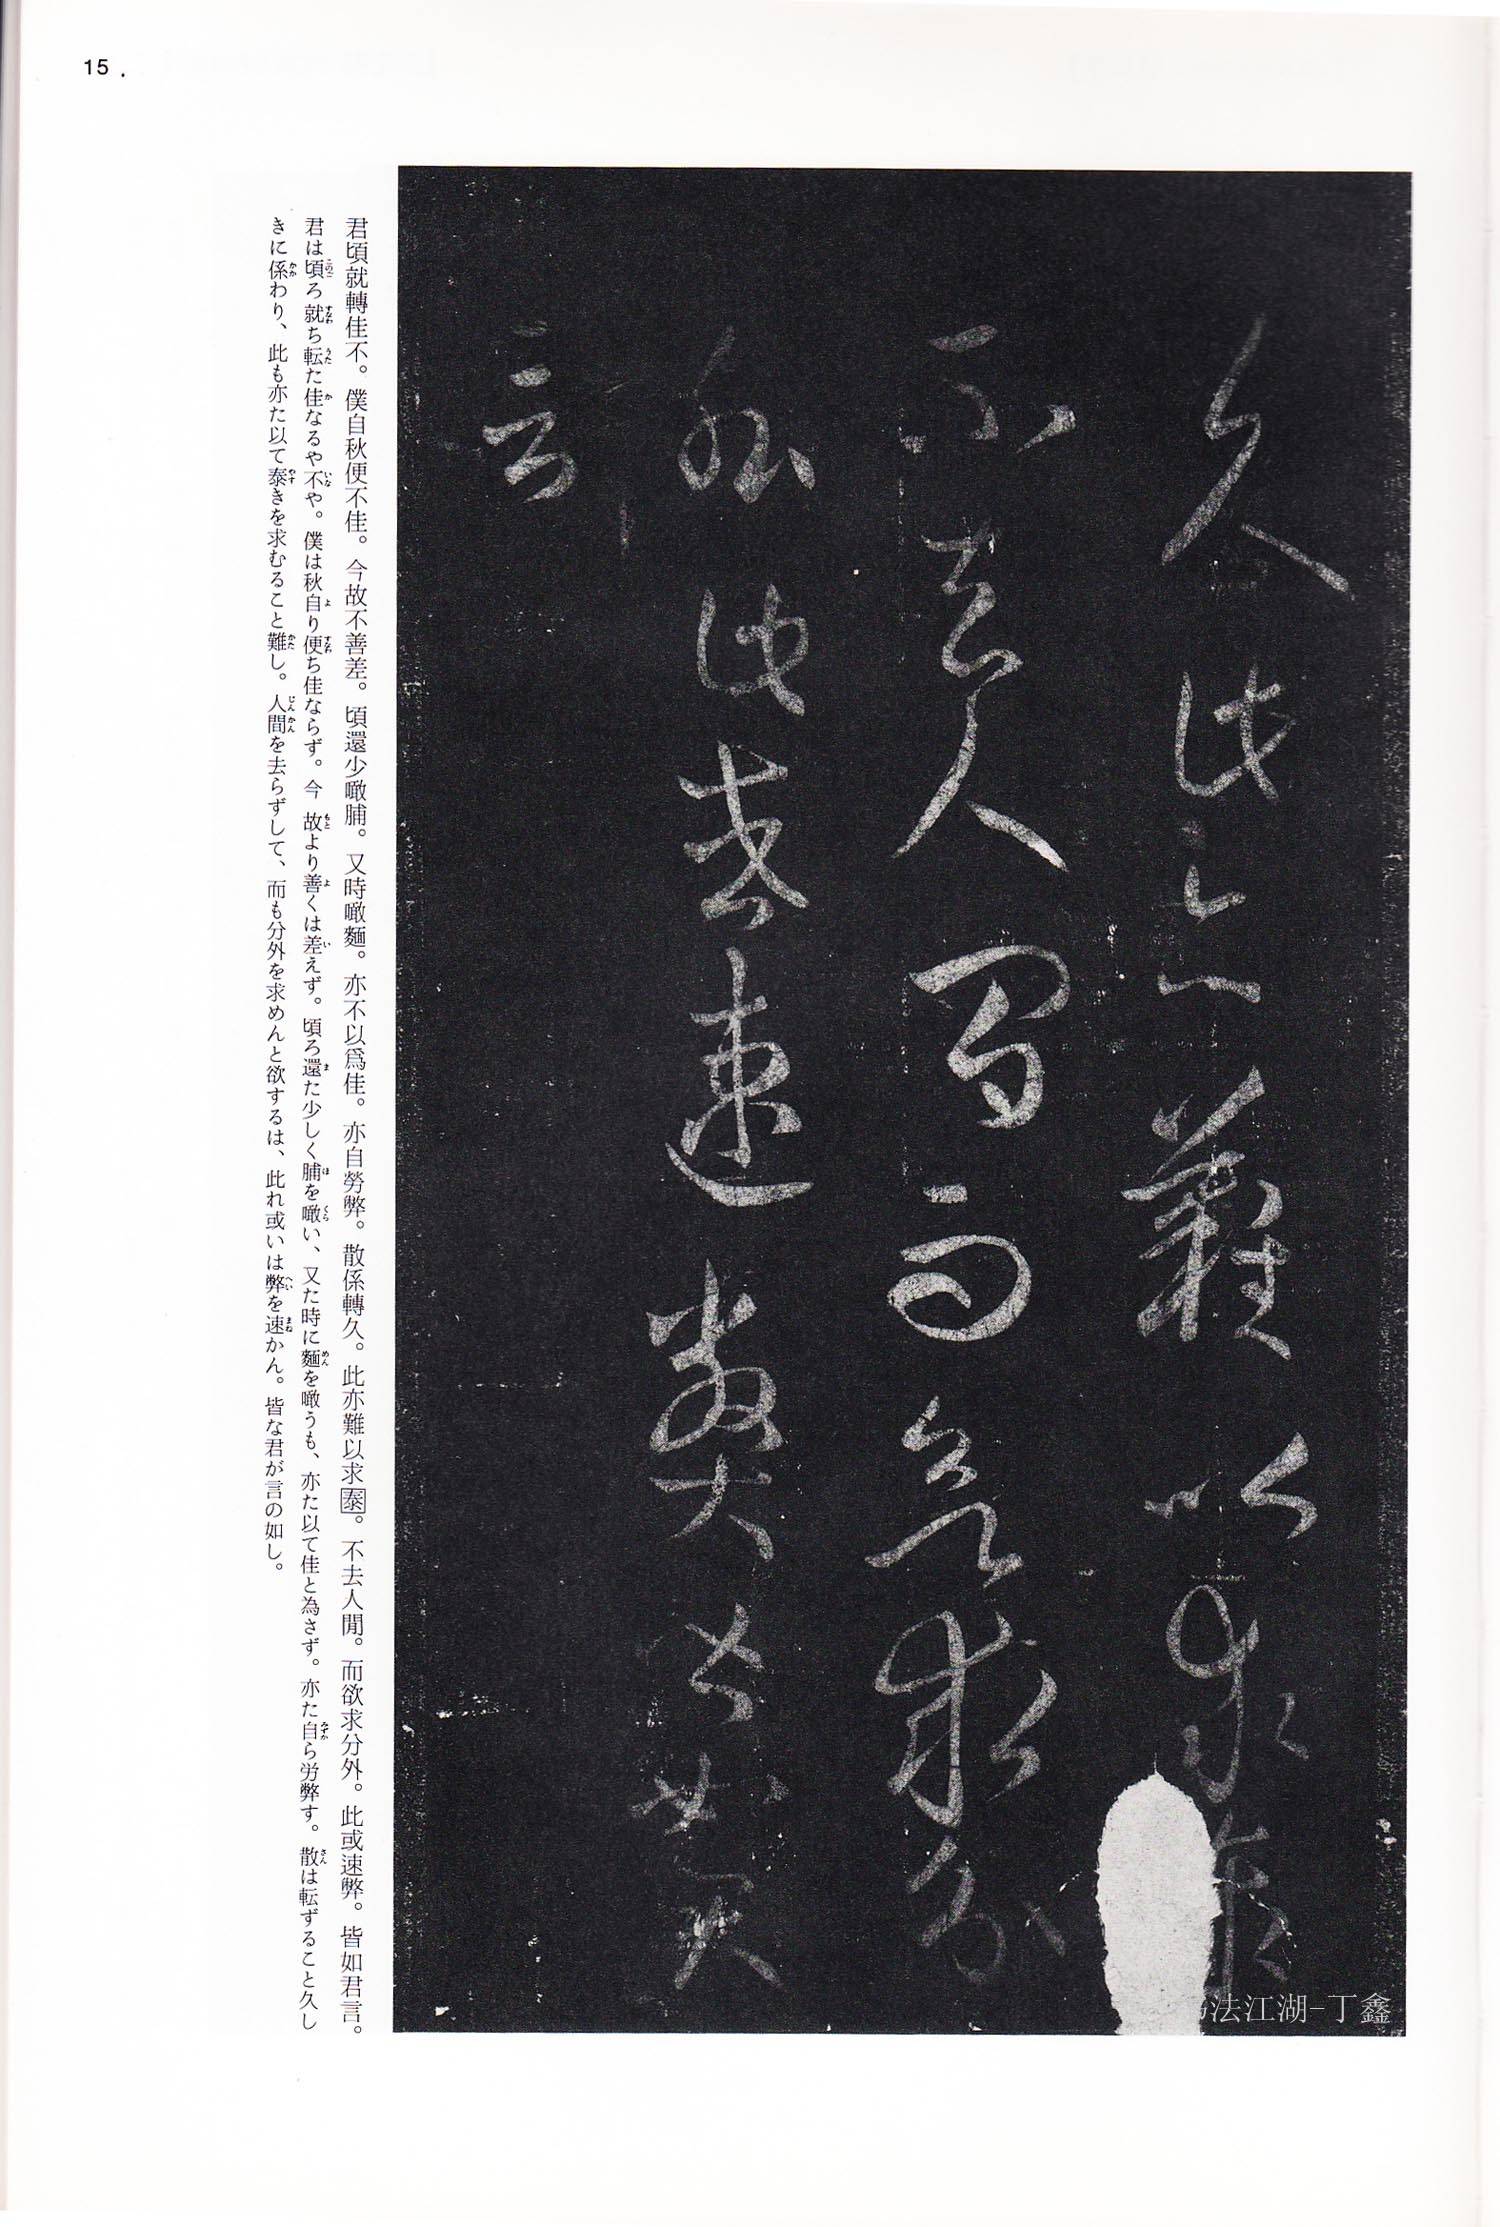 15.
久此亦難以求泰
不去人間而欲求分
外此或速弊皆如君
言
君頃就轉佳不。僕自秋便不佳。今故不善差。頃還少噉脯。又時噉麵。亦不以爲佳。亦自勞弊。散係轉久。此亦難以求泰。不去人閒。而欲求分外。此或速弊。皆如君言。
君は頃ろ就ち転た佳なるや不や。僕は秋自り便ち佳ならず。今 故より善くは差えず。頃ろ還た少しく脯を噉い、又た時に麵を噉うも、亦た以て佳と為さず。亦た自ら労弊す。散は転ずること久し
きに係わり、此も亦た以て泰きを求むること難し。人間を去らずして、而も分外を求めんと欲するは、此れ或いは弊を速かん。皆な君が言の如し。
法江湖-丁鑫